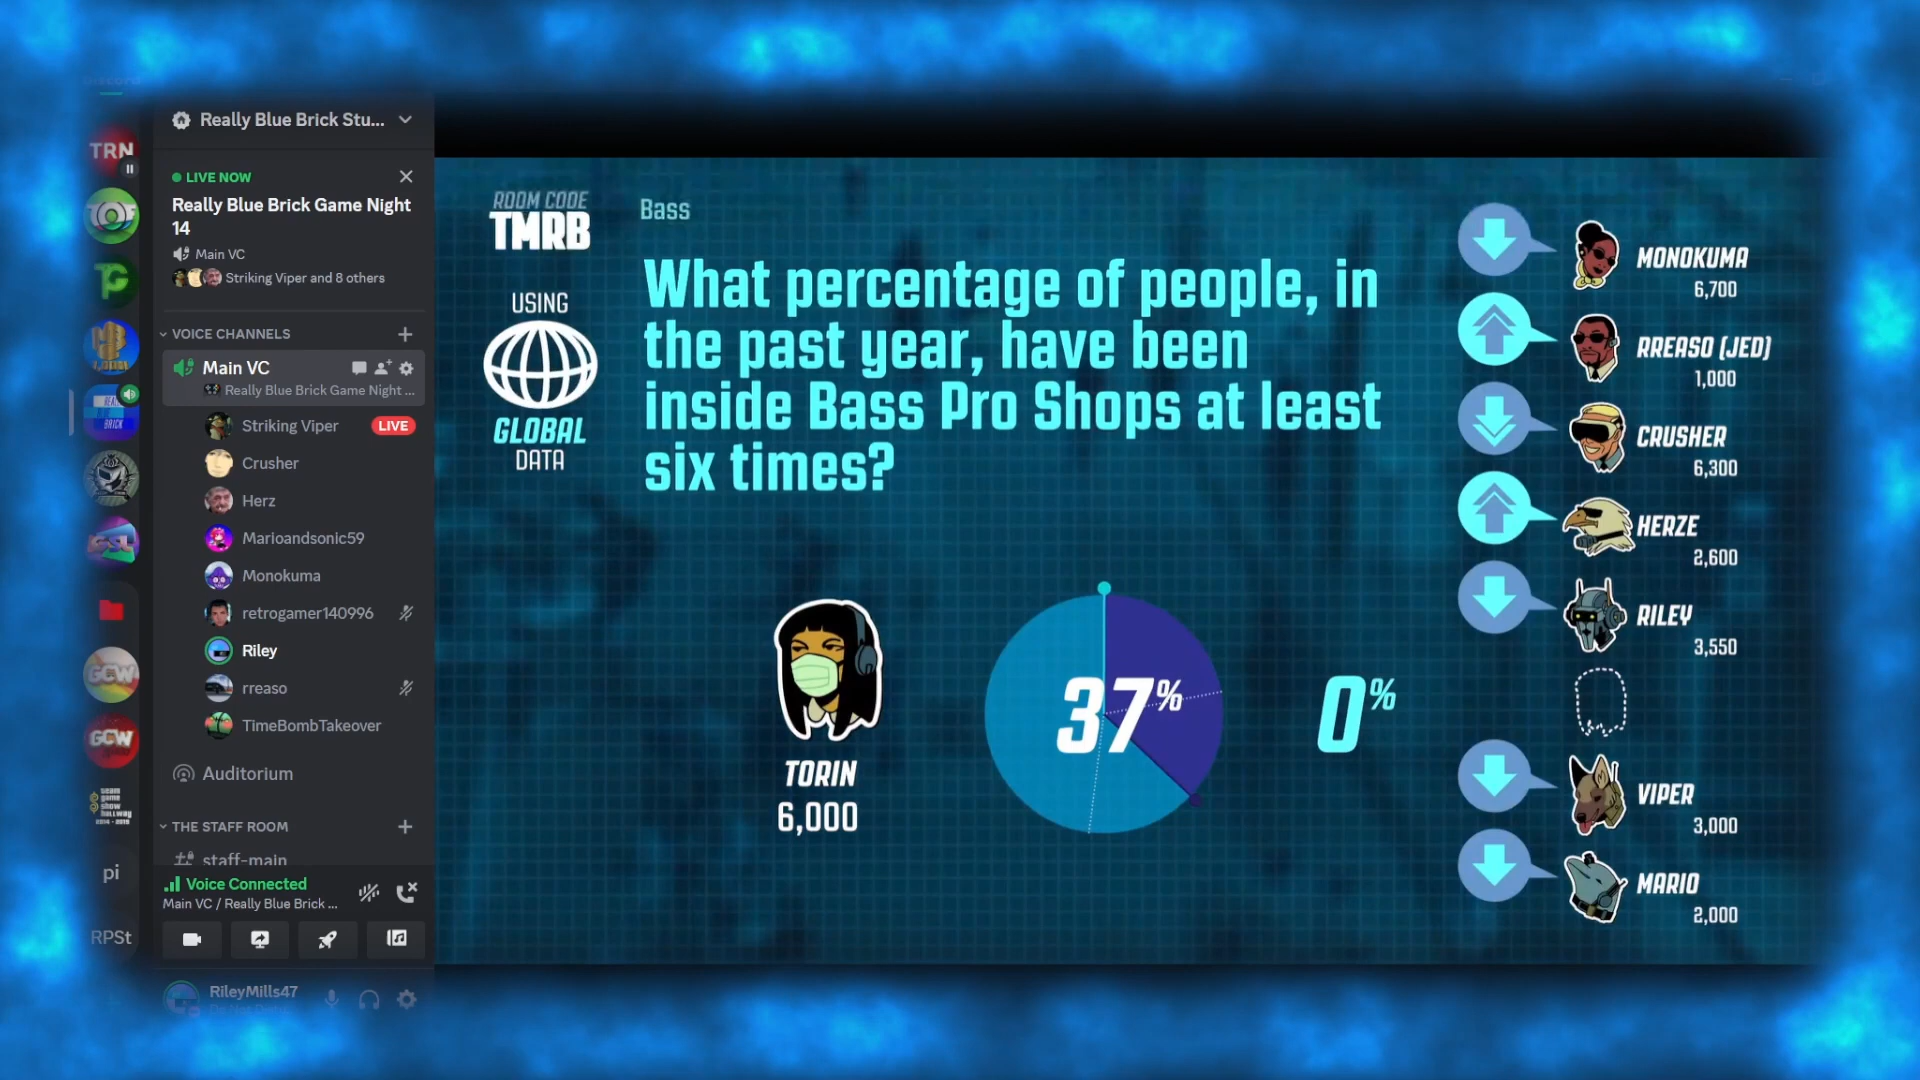 TRN
Really Blue Brick Stu...
LIVE NOW
Really Blue Brick Game Night
14
Main VC
Striking Viper and 8 others
VOICE CHANNELS
Main VC
Really Blue Brick Game Night ...
Striking Viper
LIVE
Crusher
Herz
Marioandsonic59
Monokuma
retrogamer140996
Riley
rreaso
TimeBombTakeover
Auditorium
THE STAFF ROOM
staff-main
Voice Connected
Main VC / Really Blue Brick ...
RileyMills47
GSL
GCW
GCW
pi
RPSt
ROOM CODE
TMRB
USING
GLOBAL
DATA
Bass
What percentage of people, in
the past year, have been
inside Bass Pro Shops at least
six times?
TORIN
6,000
37%
0%
MONOKUMA
6,700
RREASO (JED)
1,000
CRUSHER
6,300
HERZE
2,600
RILEY
3,550
VIPER
3,000
MARIO
2,000